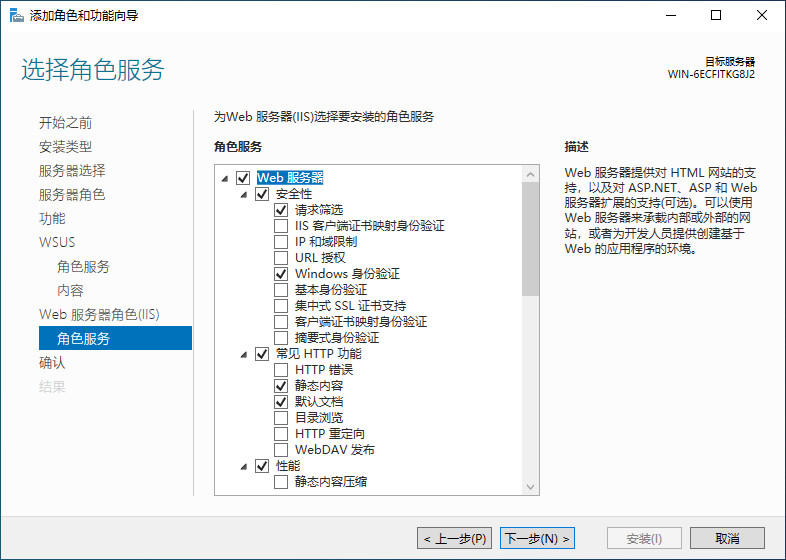 添加角色和功能向导
选择角色服务
目标服务器
WIN-6ECFITKG8J2
开始之前
安装类型
服务器选择
服务器角色
功能
WSUS
角色服务
内容
Web 服务器角色(IIS)
角色服务
确认
结果
为Web 服务器(IIS)选择要安装的角色服务
角色服务
Web 服务器
安全性
请求筛选
IIS 客户端证书映射身份验证
IP 和域限制
URL 授权
Windows 身份验证
基本身份验证
集中式 SSL 证书支持
客户端证书映射身份验证
摘要式身份验证
常见 HTTP 功能
HTTP 错误
静态内容
默认文档
目录浏览
HTTP 重定向
WebDAV 发布
性能
静态内容压缩
描述
Web 服务器提供对 HTML 网站的支
持，以及对 ASP.NET、ASP 和 Web
服务器扩展的支持(可选)。可以使用
Web 服务器来承载内部或外部的网
站，或者为开发人员提供创建基于
Web 的应用程序的环境。
< 上一步(P)
下一步(N) >
安装(I)
取消